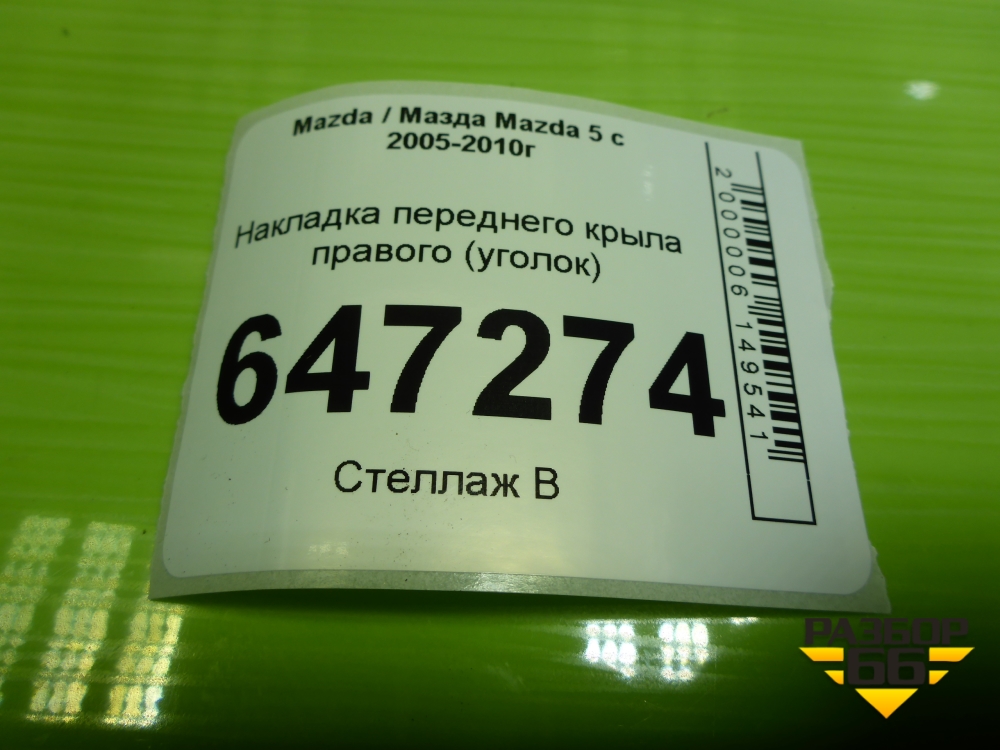 Mazda / Мазда Mazda 5 с
2005-2010г
Накладка переднего крыла
правого (уголок)
647274
Стеллаж В
2000006149541
РАЗБОР
66